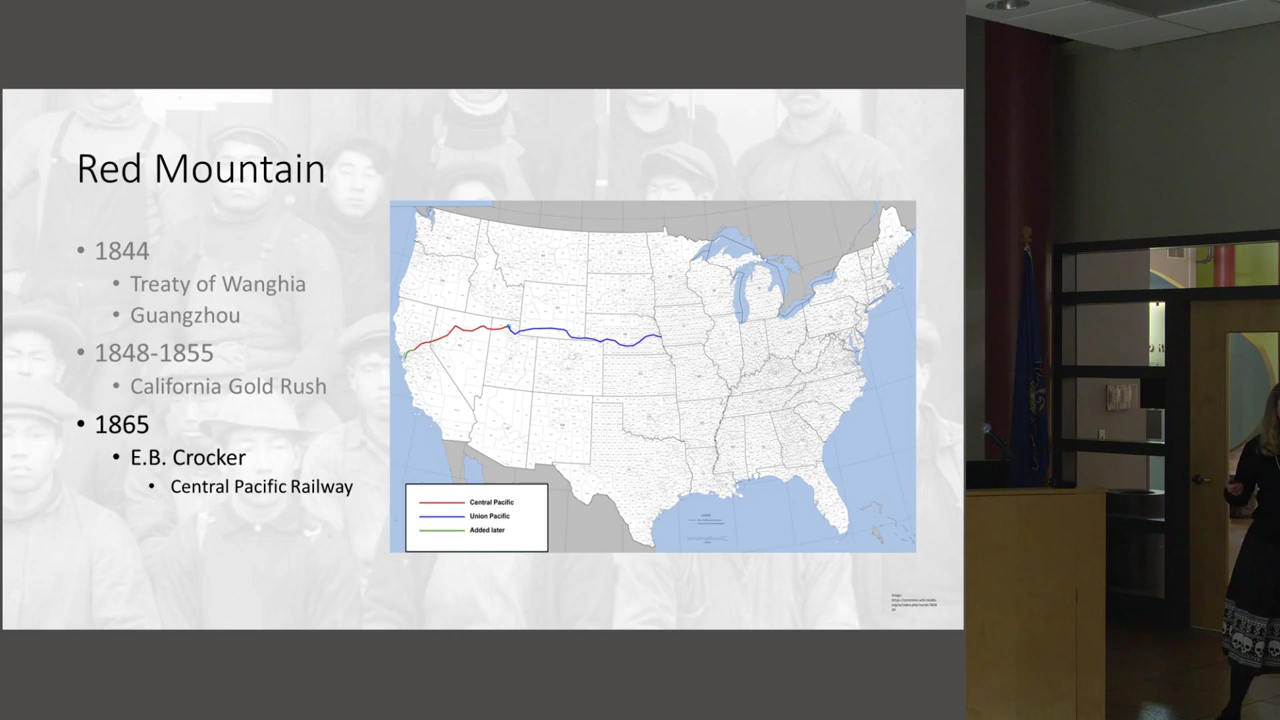 Red Mountain
• 1844
• Treaty of Wanghia
• Guangzhou
• 1848-1855
• California Gold Rush
• 1865
• E.B. Crocker
• Central Pacific Railway
Central Pacific
Union Pacific
Added later